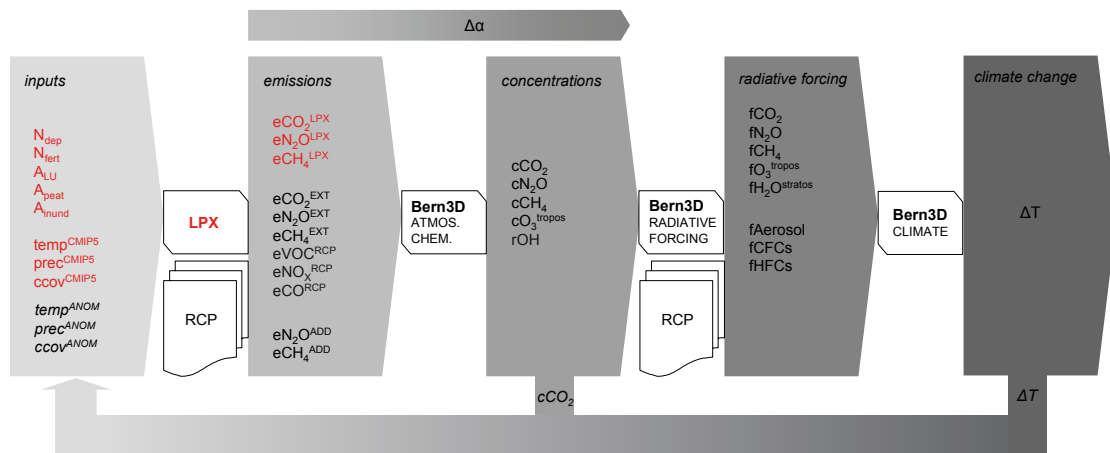 Δα
inputs
N_dep
N_fert
A_LU
A_peat
A_inund
temp^CMIP5
prec^CMIP5
ccov^CMIP5
temp^ANOM
prec^ANOM
ccov^ANOM
LPX
RCP
emissions
eCO₂^LPX
eN₂O^LPX
eCH₄^LPX
eCO₂^EXT
eN₂O^EXT
eCH₄^EXT
eVOC^RCP
eNO_X^RCP
eCO^RCP
eN₂O^ADD
eCH₄^ADD
Bern3D
ATMOS.
CHEM.
concentrations
cCO₂
cN₂O
cCH₄
cO₃^tropos
rOH
Bern3D
RADIATIVE
FORCING
RCP
radiative forcing
fCO₂
fN₂O
fCH₄
fO₃^tropos
fH₂O^stratos
fAerosol
fCFCs
fHFCs
Bern3D
CLIMATE
climate change
ΔT
cCO₂
ΔT